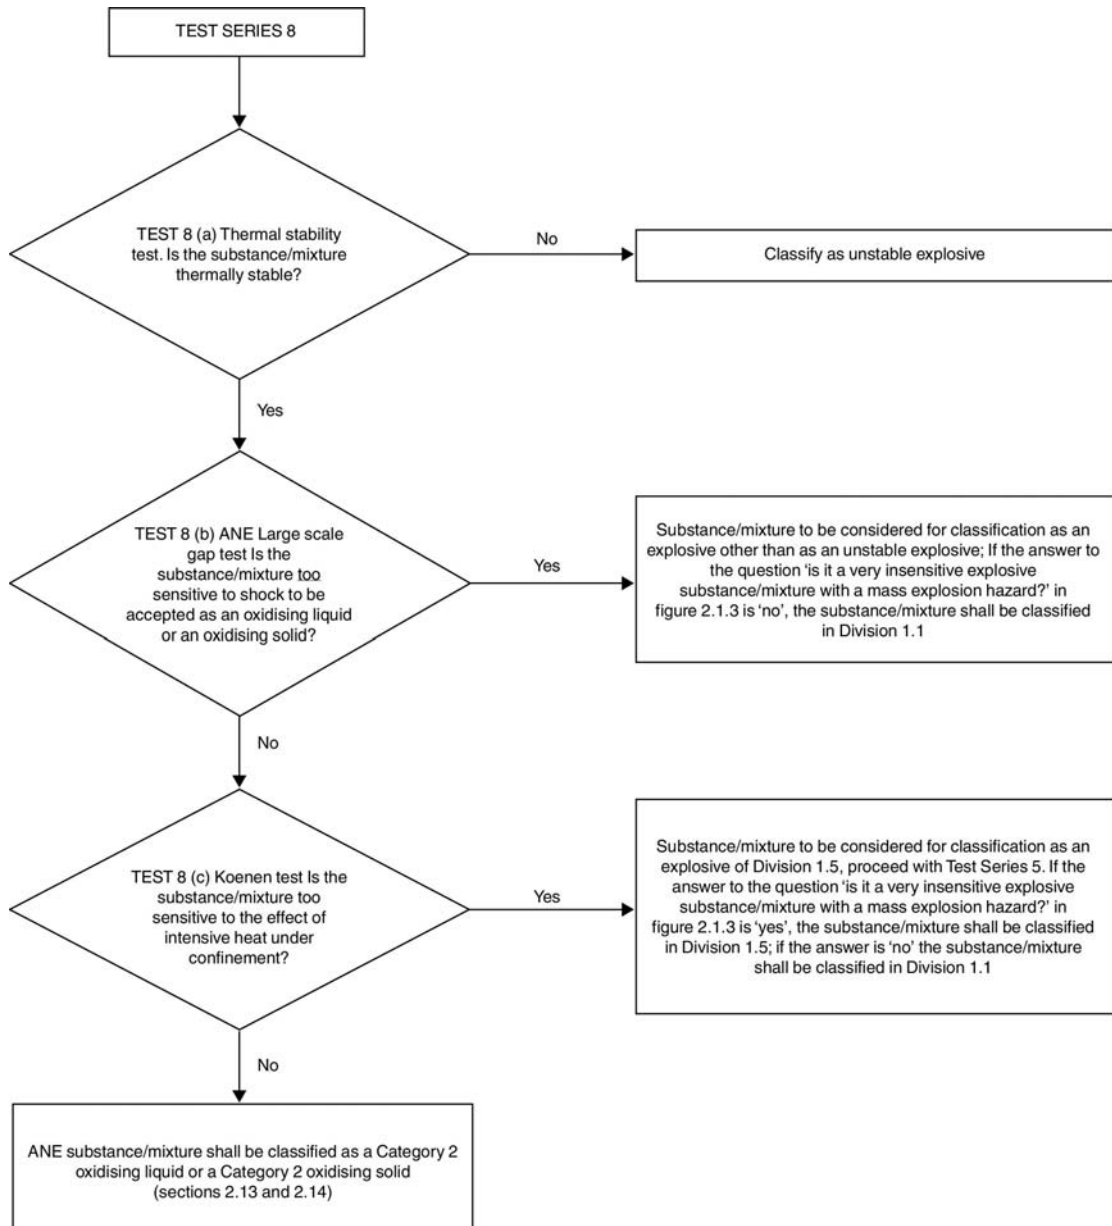 TEST SERIES 8
TEST 8 (a) Thermal stability
test. Is the substance/mixture
thermally stable?
No
Classify as unstable explosive
Yes
TEST 8 (b) ANE Large scale
gap test Is the
substance/mixture too
sensitive to shock to be
accepted as an oxidising liquid
or an oxidising solid?
Yes
Substance/mixture to be considered for classification as an
explosive other than as an unstable explosive; If the answer to
the question ‘is it a very insensitive explosive
substance/mixture with a mass explosion hazard?’ in
figure 2.1.3 is ‘no’, the substance/mixture shall be classified
in Division 1.1
No
TEST 8 (c) Koenen test Is the
substance/mixture too
sensitive to the effect of
intensive heat under
confinement?
Yes
Substance/mixture to be considered for classification as an
explosive of Division 1.5, proceed with Test Series 5. If the
answer to the question ‘is it a very insensitive explosive
substance/mixture with a mass explosion hazard?’ in
figure 2.1.3 is ‘yes’, the substance/mixture shall be classified
in Division 1.5; if the answer is ‘no’ the substance/mixture
shall be classified in Division 1.1
No
ANE substance/mixture shall be classified as a Category 2
oxidising liquid or a Category 2 oxidising solid
(sections 2.13 and 2.14)